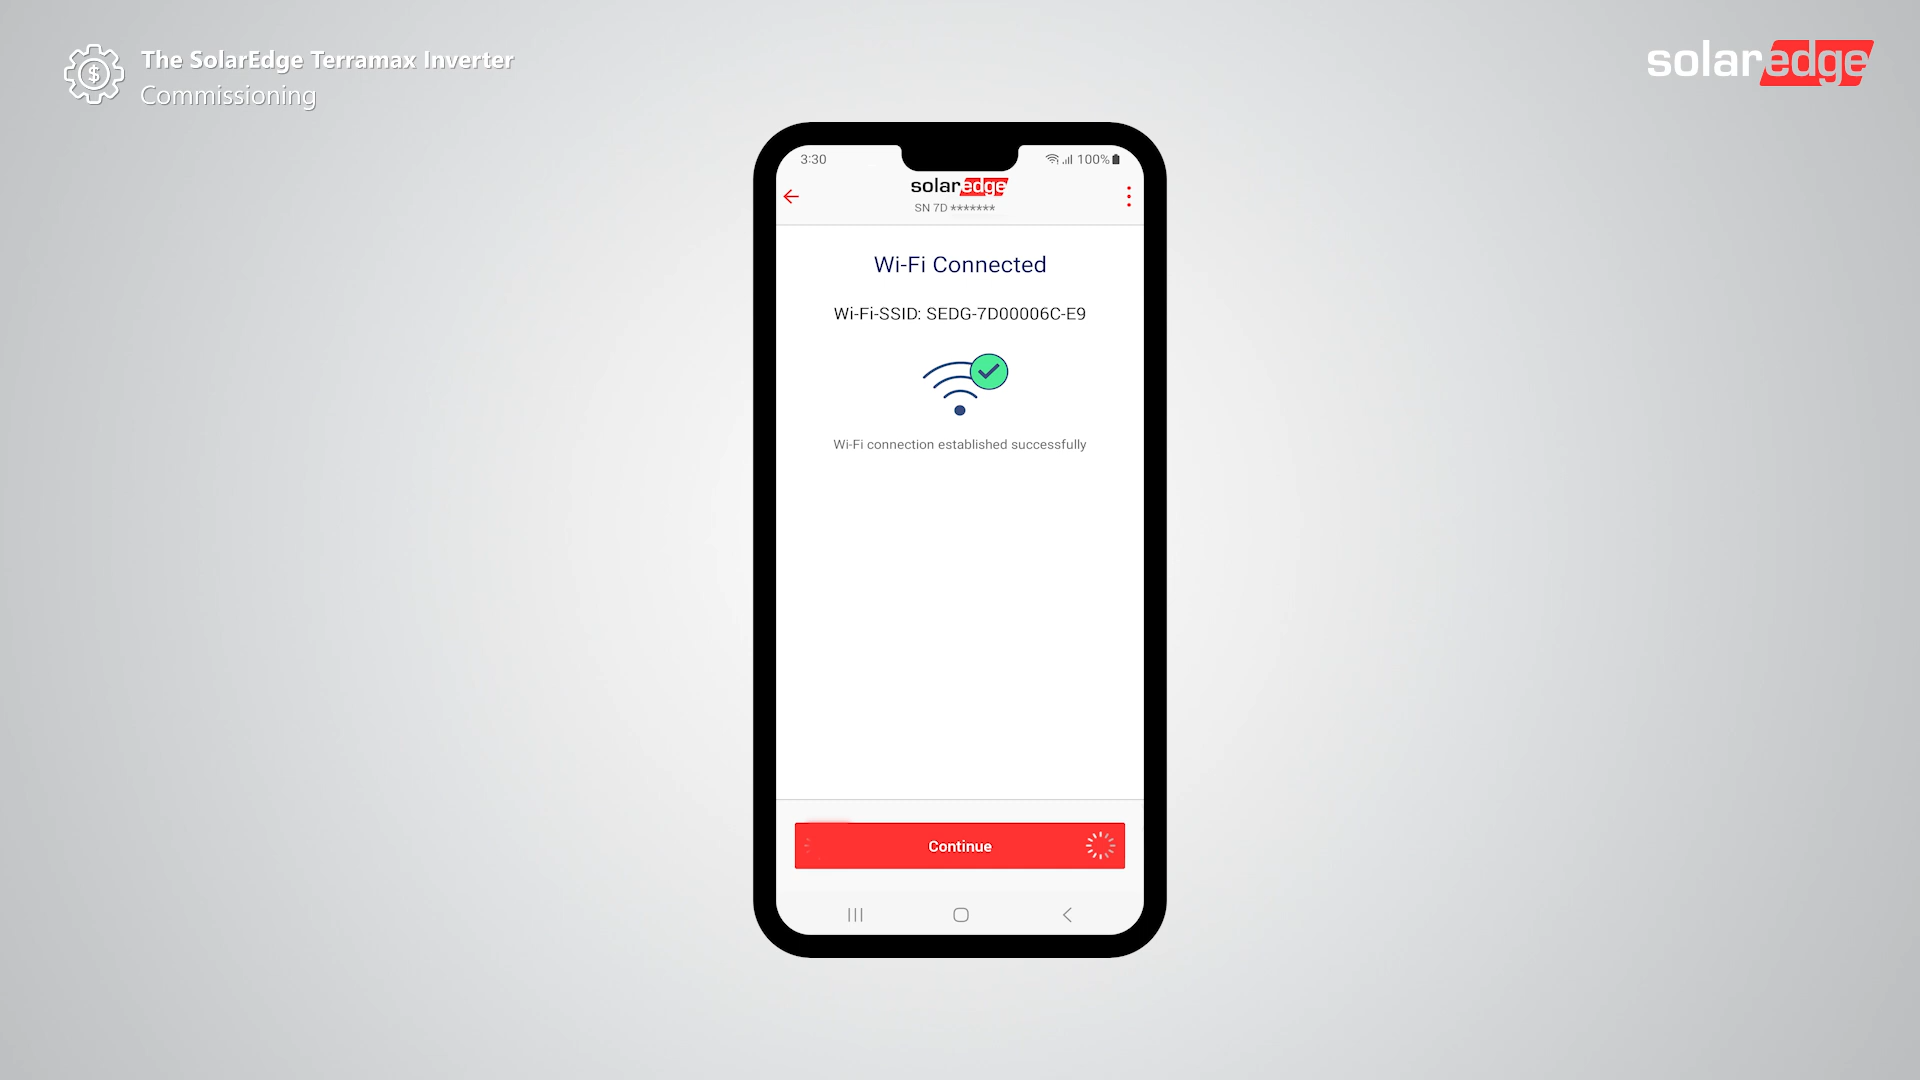 The SolarEdge Terramax Inverter
Commissioning
solaredge
3:30
100%
solaredge
SN 7D *******
Wi-Fi Connected
Wi-Fi-SSID: SEDG-7D00006C-E9
Wi-Fi connection established successfully
Continue